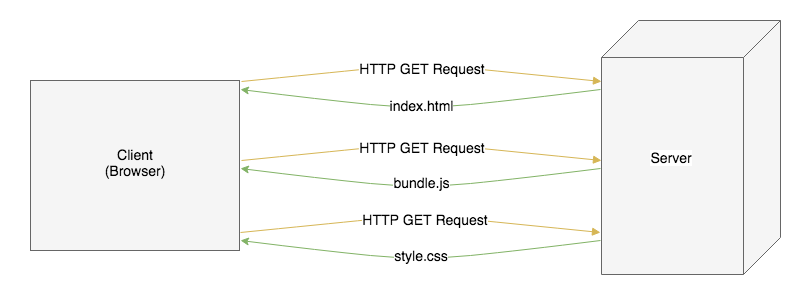 Client
(Browser)
HTTP GET Request
index.html
HTTP GET Request
bundle.js
HTTP GET Request
style.css
Server